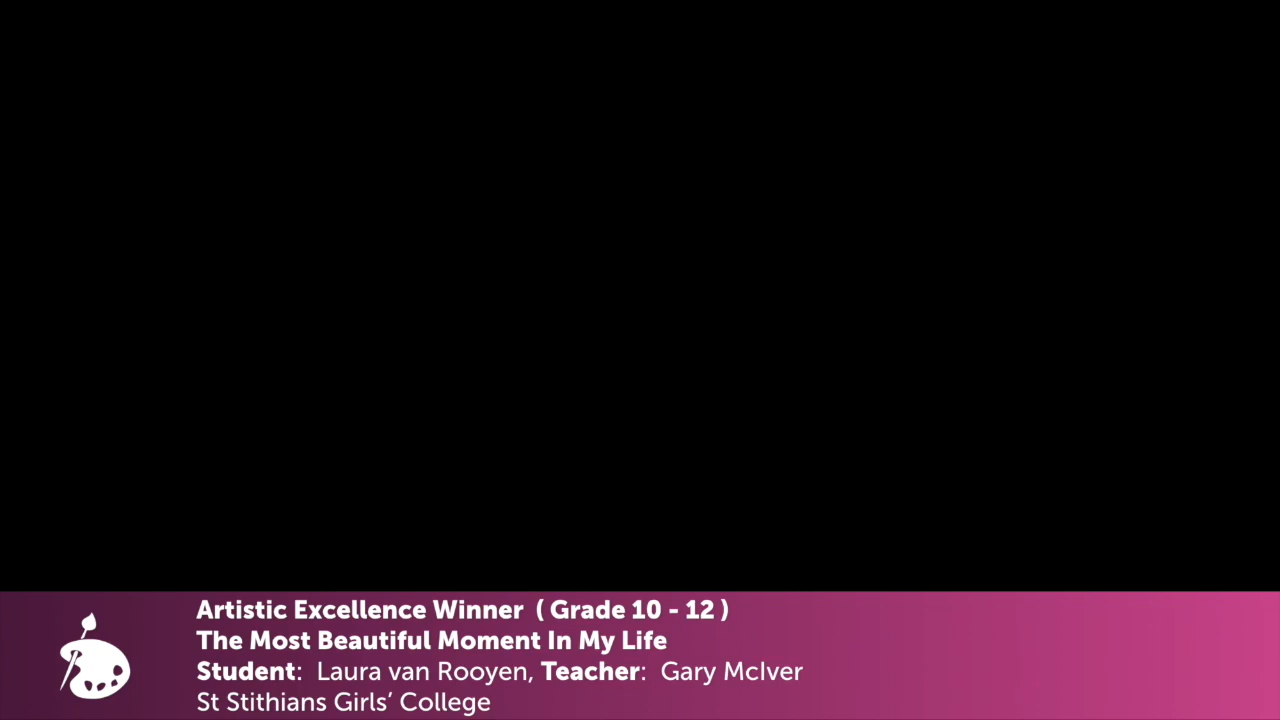 Artistic Excellence Winner ( Grade 10 - 12 )
The Most Beautiful Moment In My Life
Student: Laura van Rooyen, Teacher: Gary McIver
St Stithians Girls’ College